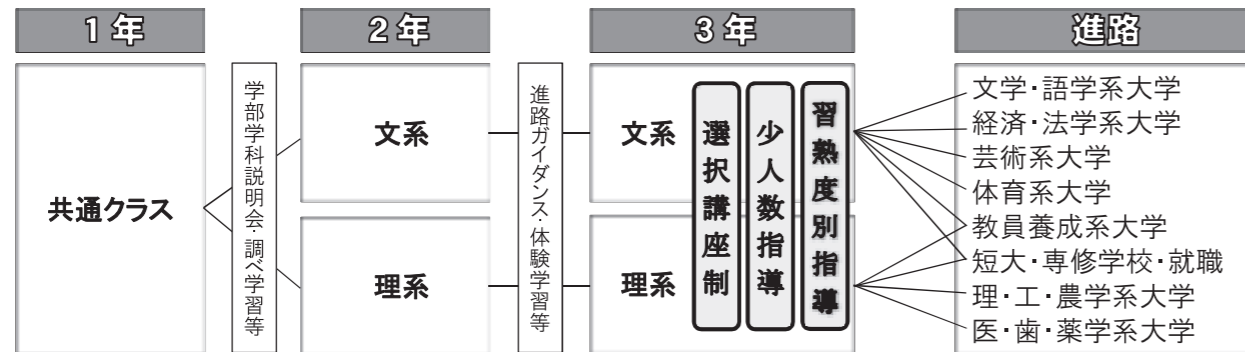 1年
2年
3年
進路
共通クラス
学部学科説明会・調べ学習等
文系
理系
進路ガイダンス・体験学習等
文系
理系
選択講座制
少人数指導
習熟度別指導
文学・語学系大学
経済・法学系大学
芸術系大学
体育系大学
教員養成系大学
短大・専修学校・就職
理・工・農学系大学
医・歯・薬学系大学